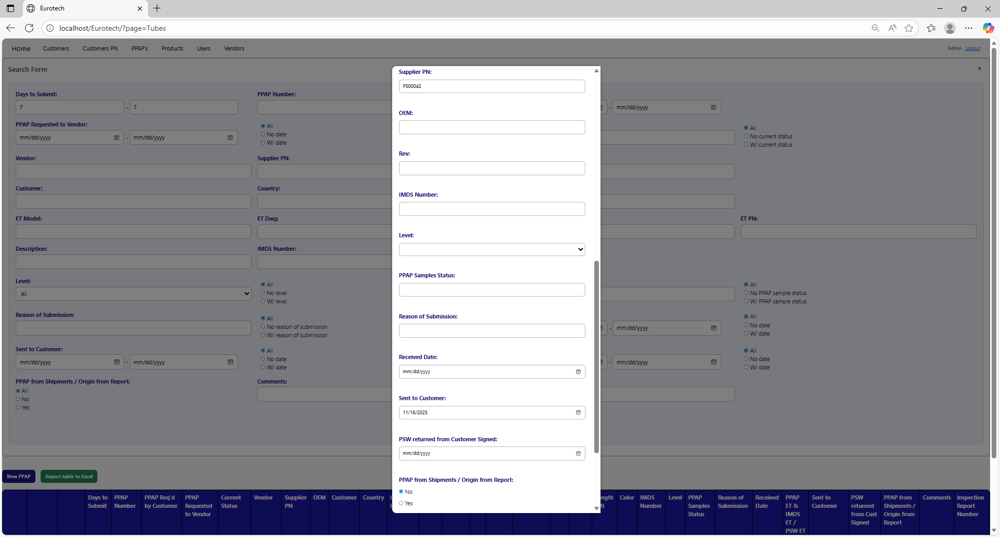 Eurotech
localhost/Eurotech/?page=Tubes
Home Customers Customers PN PPAP's Products Users Vendors Admin Logout
Search Form
Days to Submit:
7 - 7
PPAP Number:
- mm/dd/yyyy
PPAP Requested to Vendor:
mm/dd/yyyy - mm/dd/yyyy
All
No date
W/ date
All
No current status
W/ current status
Vendor:
Supplier PN:
Customer:
Country:
ET Model:
ET Dwg:
ET PN:
Description:
IMDS Number:
Level:
All
All
No level
W/ level
All
No PPAP sample status
W/ PPAP sample status
Reason of Submission:
All
No reason of submission
W/ reason of submission
- mm/dd/yyyy
All
No date
W/ date
Sent to Customer:
mm/dd/yyyy - mm/dd/yyyy
All
No date
W/ date
- mm/dd/yyyy
All
No date
W/ date
PPAP from Shipments / Origin from Report:
All
No
Yes
Comments:
Supplier PN:
P000042
OEM:
Rev:
IMDS Number:
Level:
PPAP Samples Status:
Reason of Submission:
Received Date:
mm/dd/yyyy
Sent to Customer:
11/18/2025
PSW returned from Customer Signed:
mm/dd/yyyy
PPAP from Shipments / Origin from Report:
No
Yes
New PPAP
Export table to Excel
Days to Submit
PPAP Number
PPAP Req'd by Customer
PPAP Requested to Vendor
Current Status
Vendor
Supplier PN
OEM
Customer
Country
Color
IMDS Number
Level
PPAP Samples Status
Reason of Submission
Received Date
PPAP ET & IMDS ET / PSW ET
Sent to Customer
PSW returned from Cust Signed
PPAP from Shipments / Origin from Report
Comments
Inspection Report Number